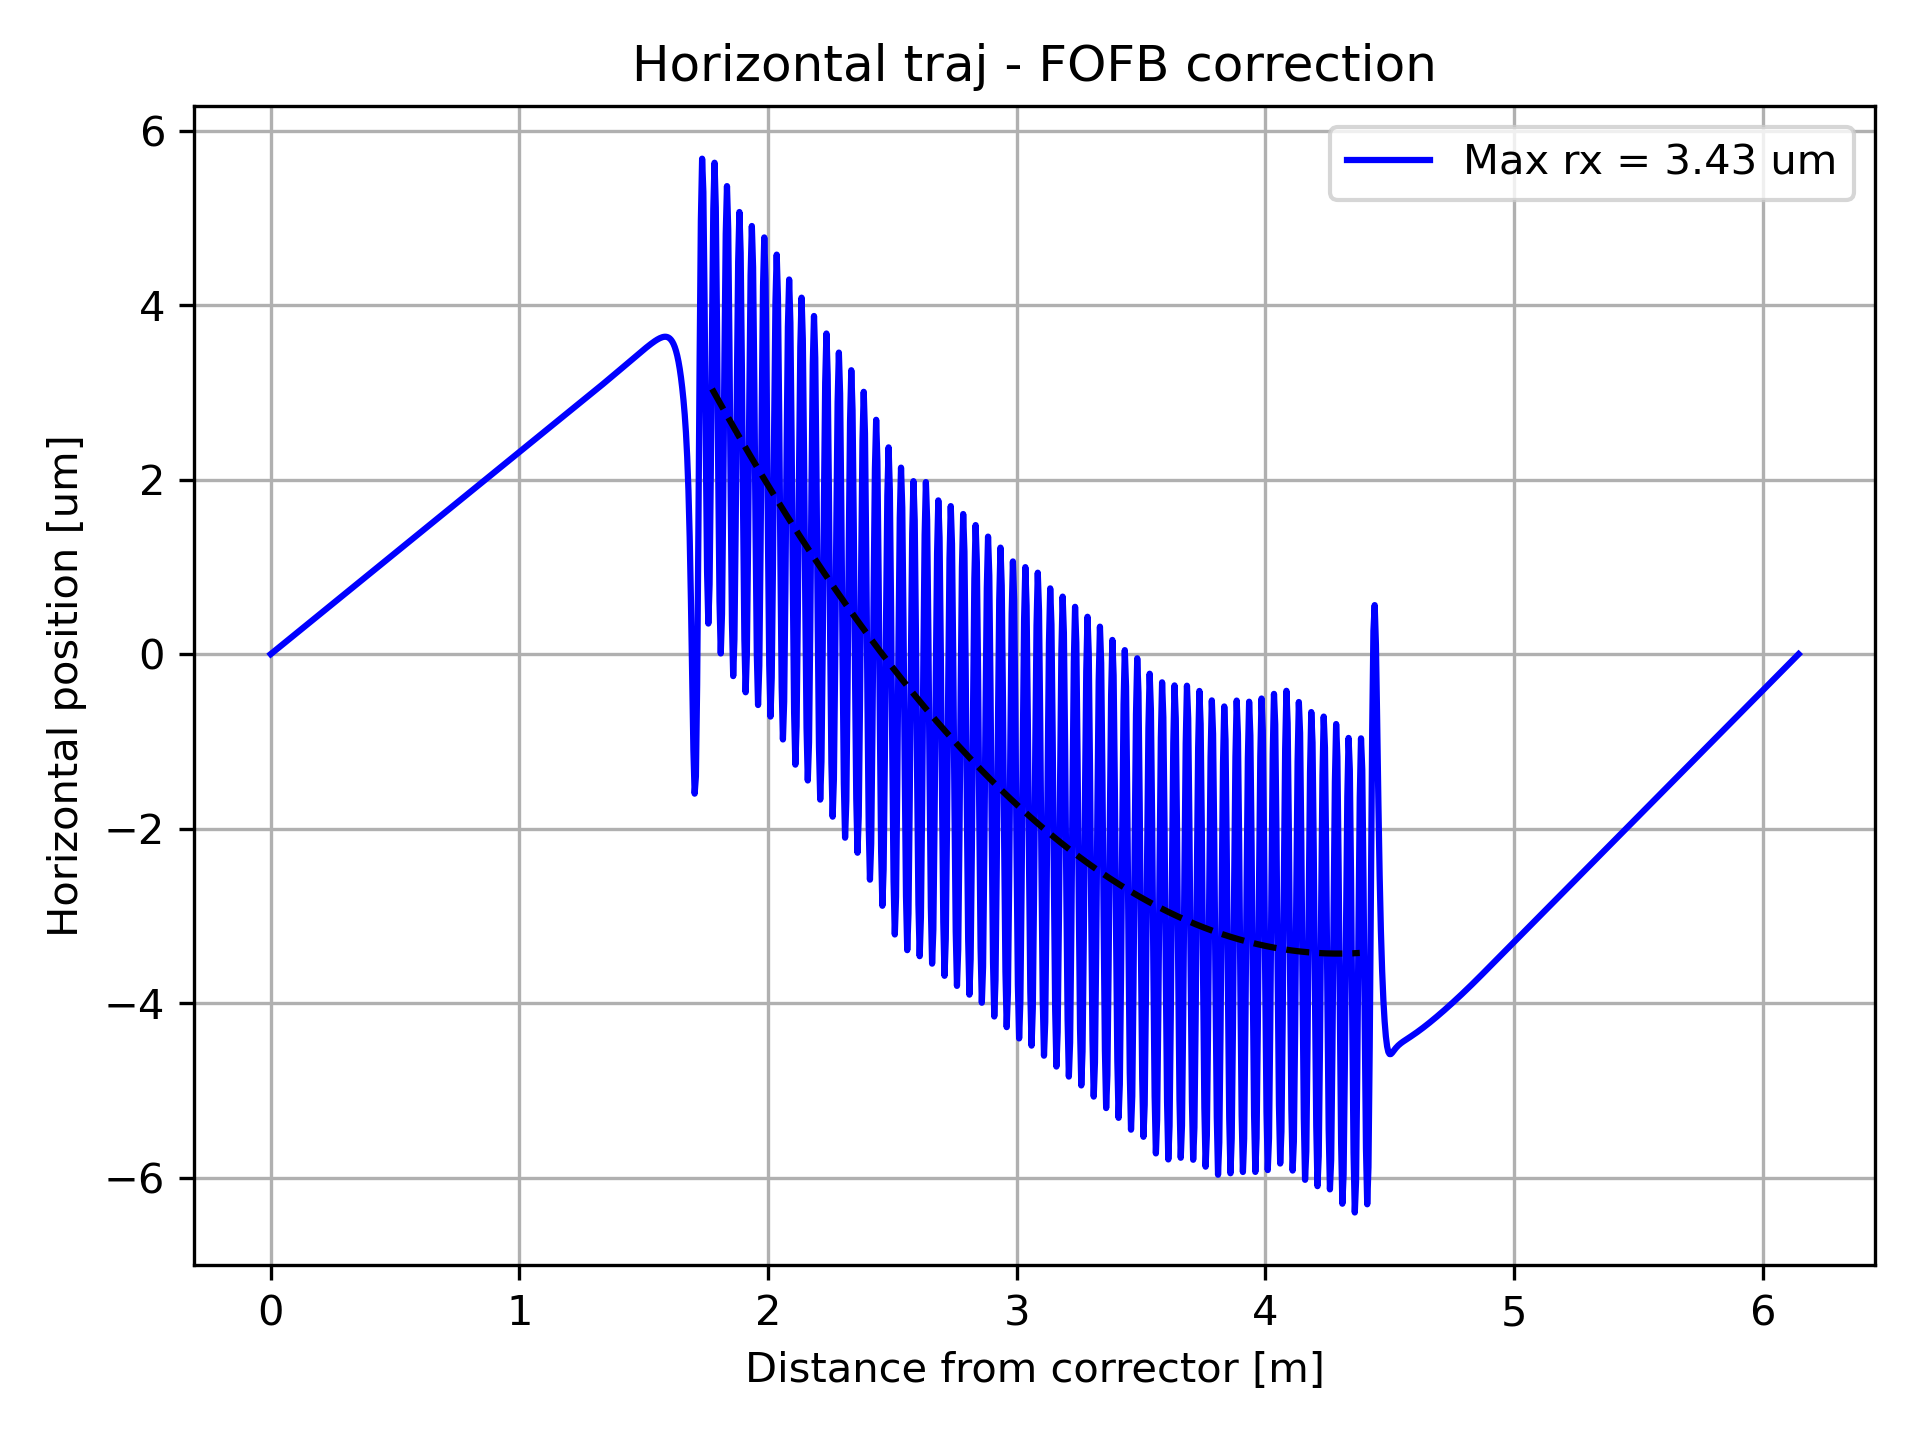 Horizontal traj - FOFB correction
Max rx = 3.43 um
Horizontal position [um]
6
4
2
0
−2
−4
−6
0 1 2 3 4 5 6
Distance from corrector [m]